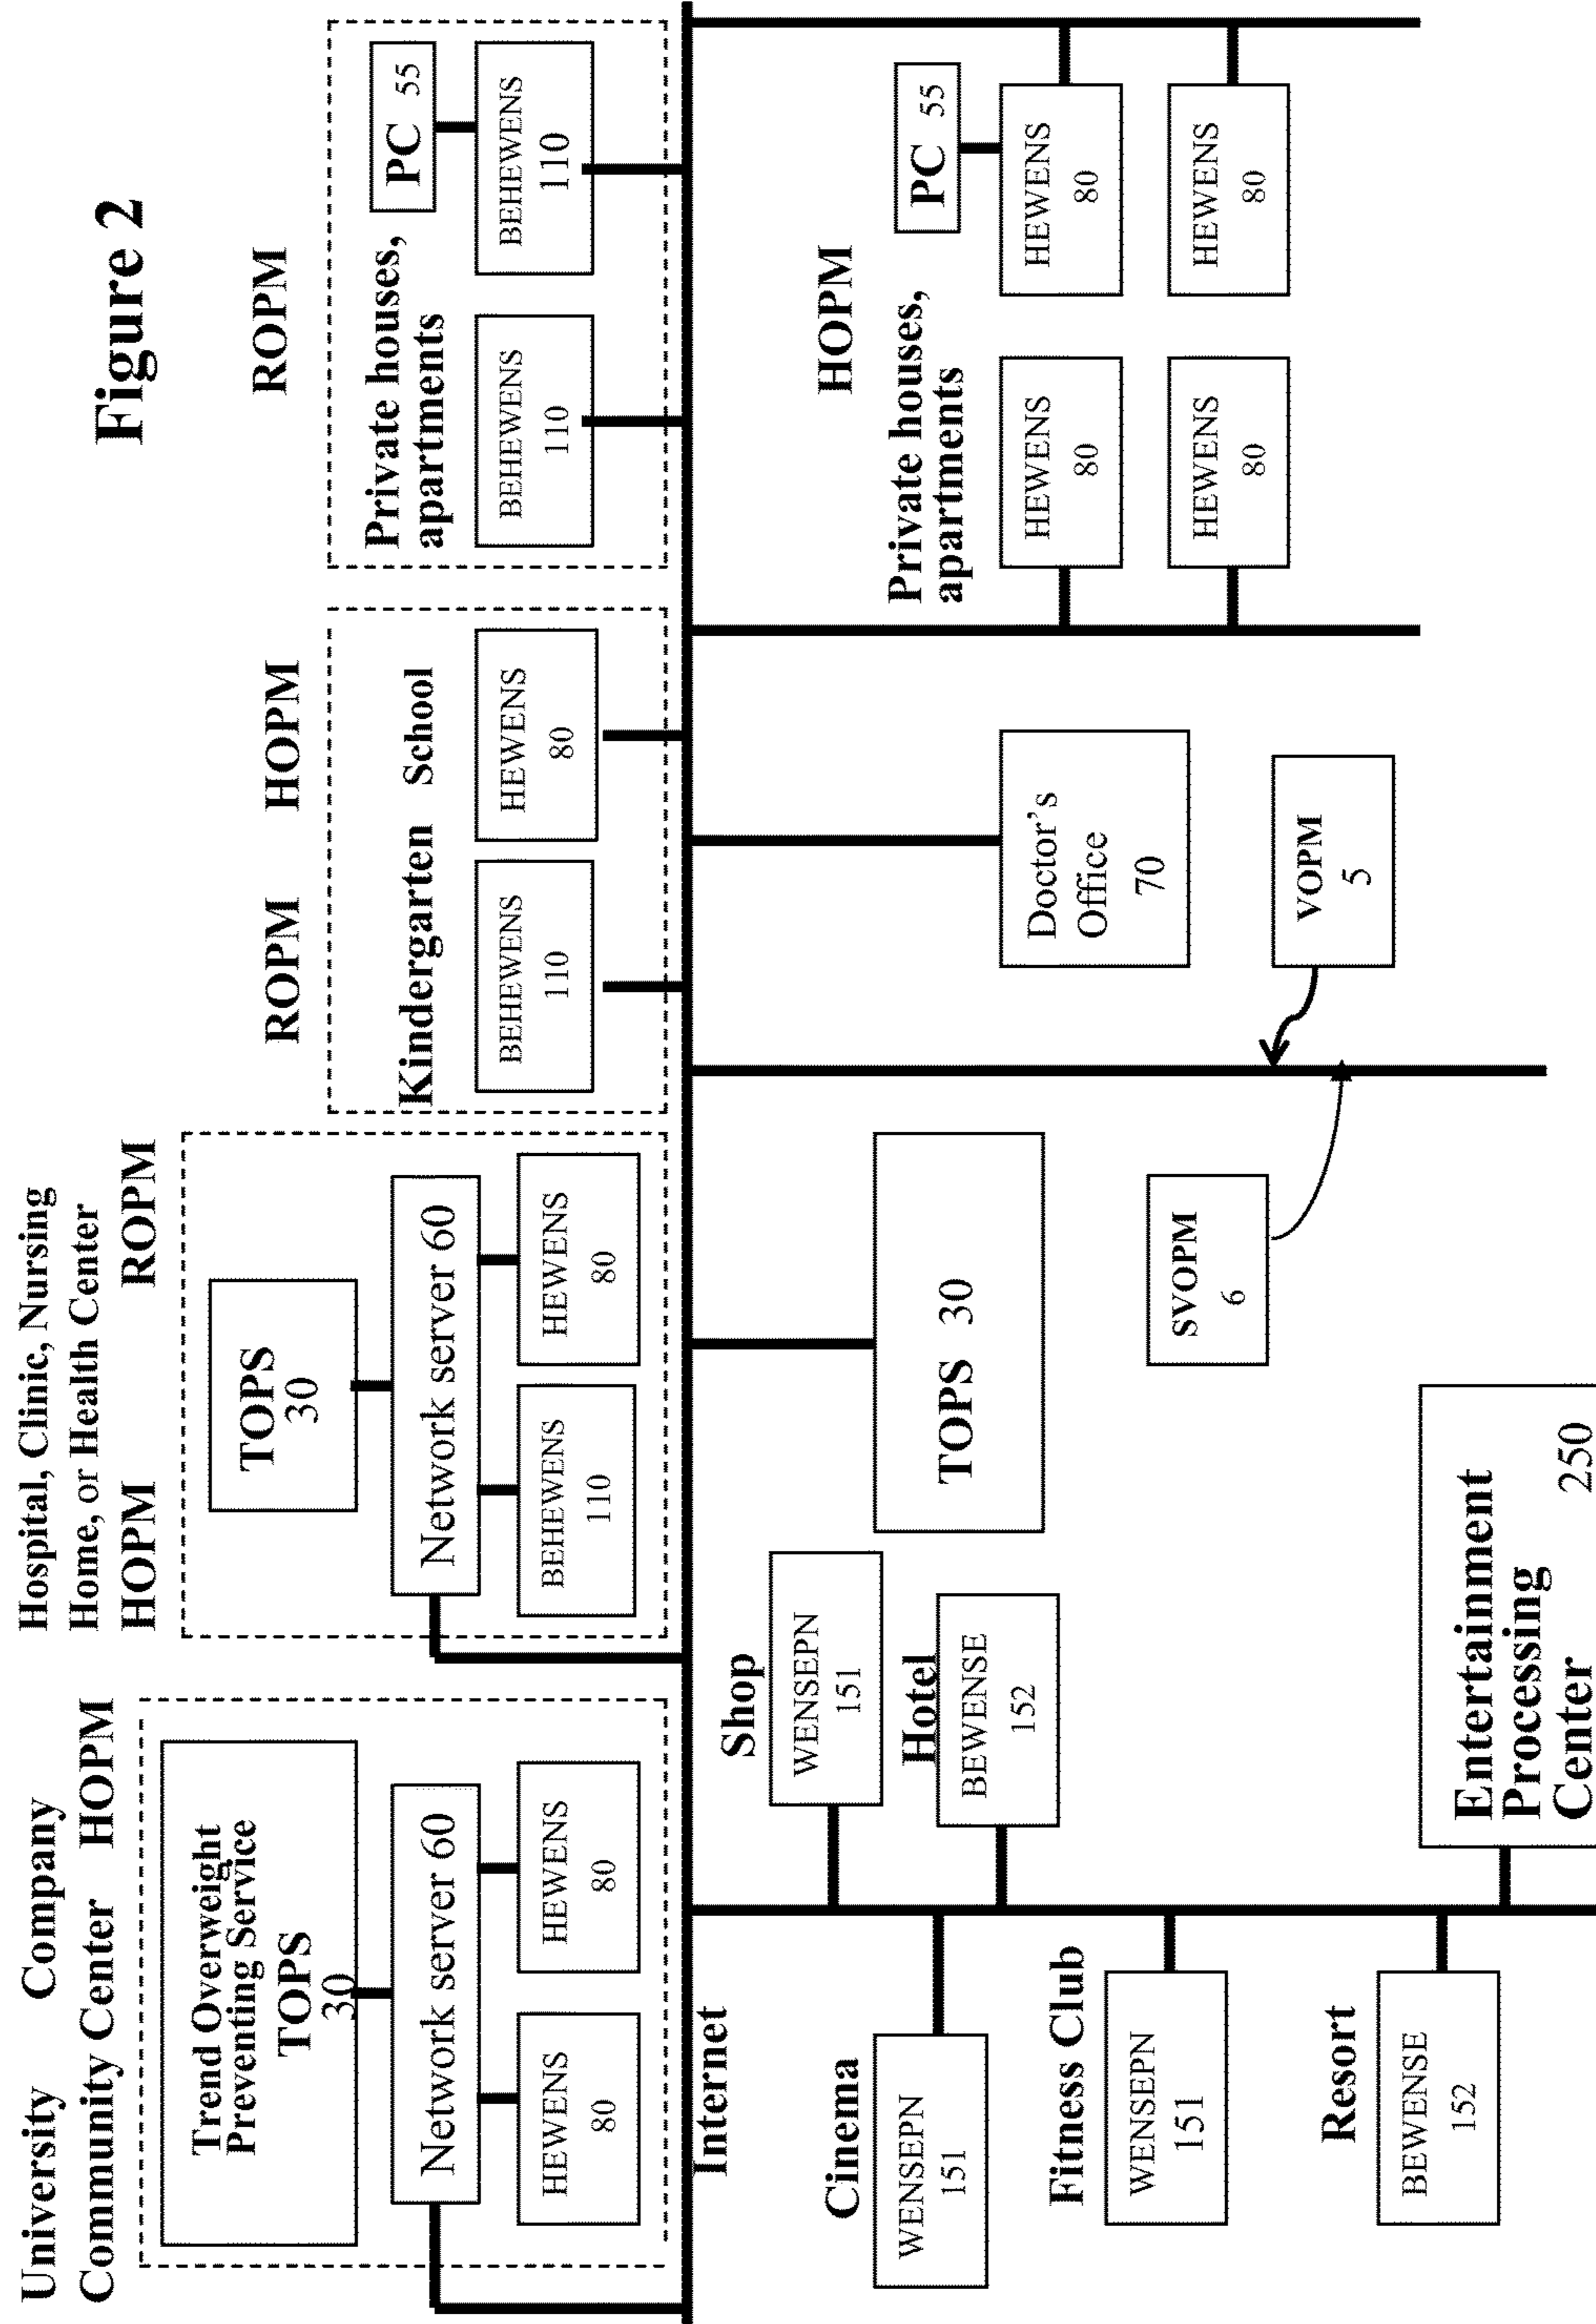 Figure 2
University Company
Community Center HOPM
Trend Overweight
Preventing Service
TOPS
30
Network server 60
HEWENS
80
HEWENS
80
Hospital, Clinic, Nursing
Home, or Health Center
HOPM ROPM
TOPS
30
Network server 60
BEHEWENS
110
HEWENS
80
ROPM HOPM
Kindergarten School
BEHEWENS
110
HEWENS
80
ROPM
Private houses,
apartments
PC 55
BEHEWENS
110
BEHEWENS
110
Internet
Cinema
WENSEPN
151
Fitness Club
WENSEPN
151
Resort
BEWENSE
152
Shop
WENSEPN
151
Hotel
BEWENSE
152
Entertainment
Processing
Center 250
TOPS 30
SVOPM
6
Doctor's
Office
70
VOPM
5
HOPM
Private houses,
apartments
PC 55
HEWENS
80
HEWENS
80
HEWENS
80
HEWENS
80